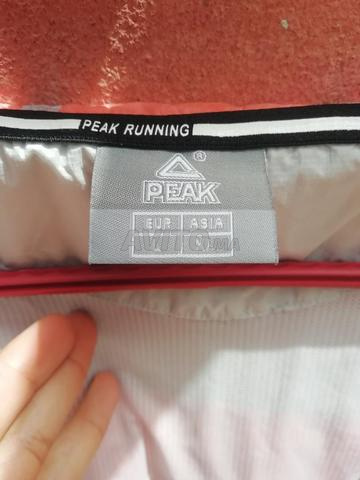 PEAK RUNNING
®
PEAK
EUR ASIA